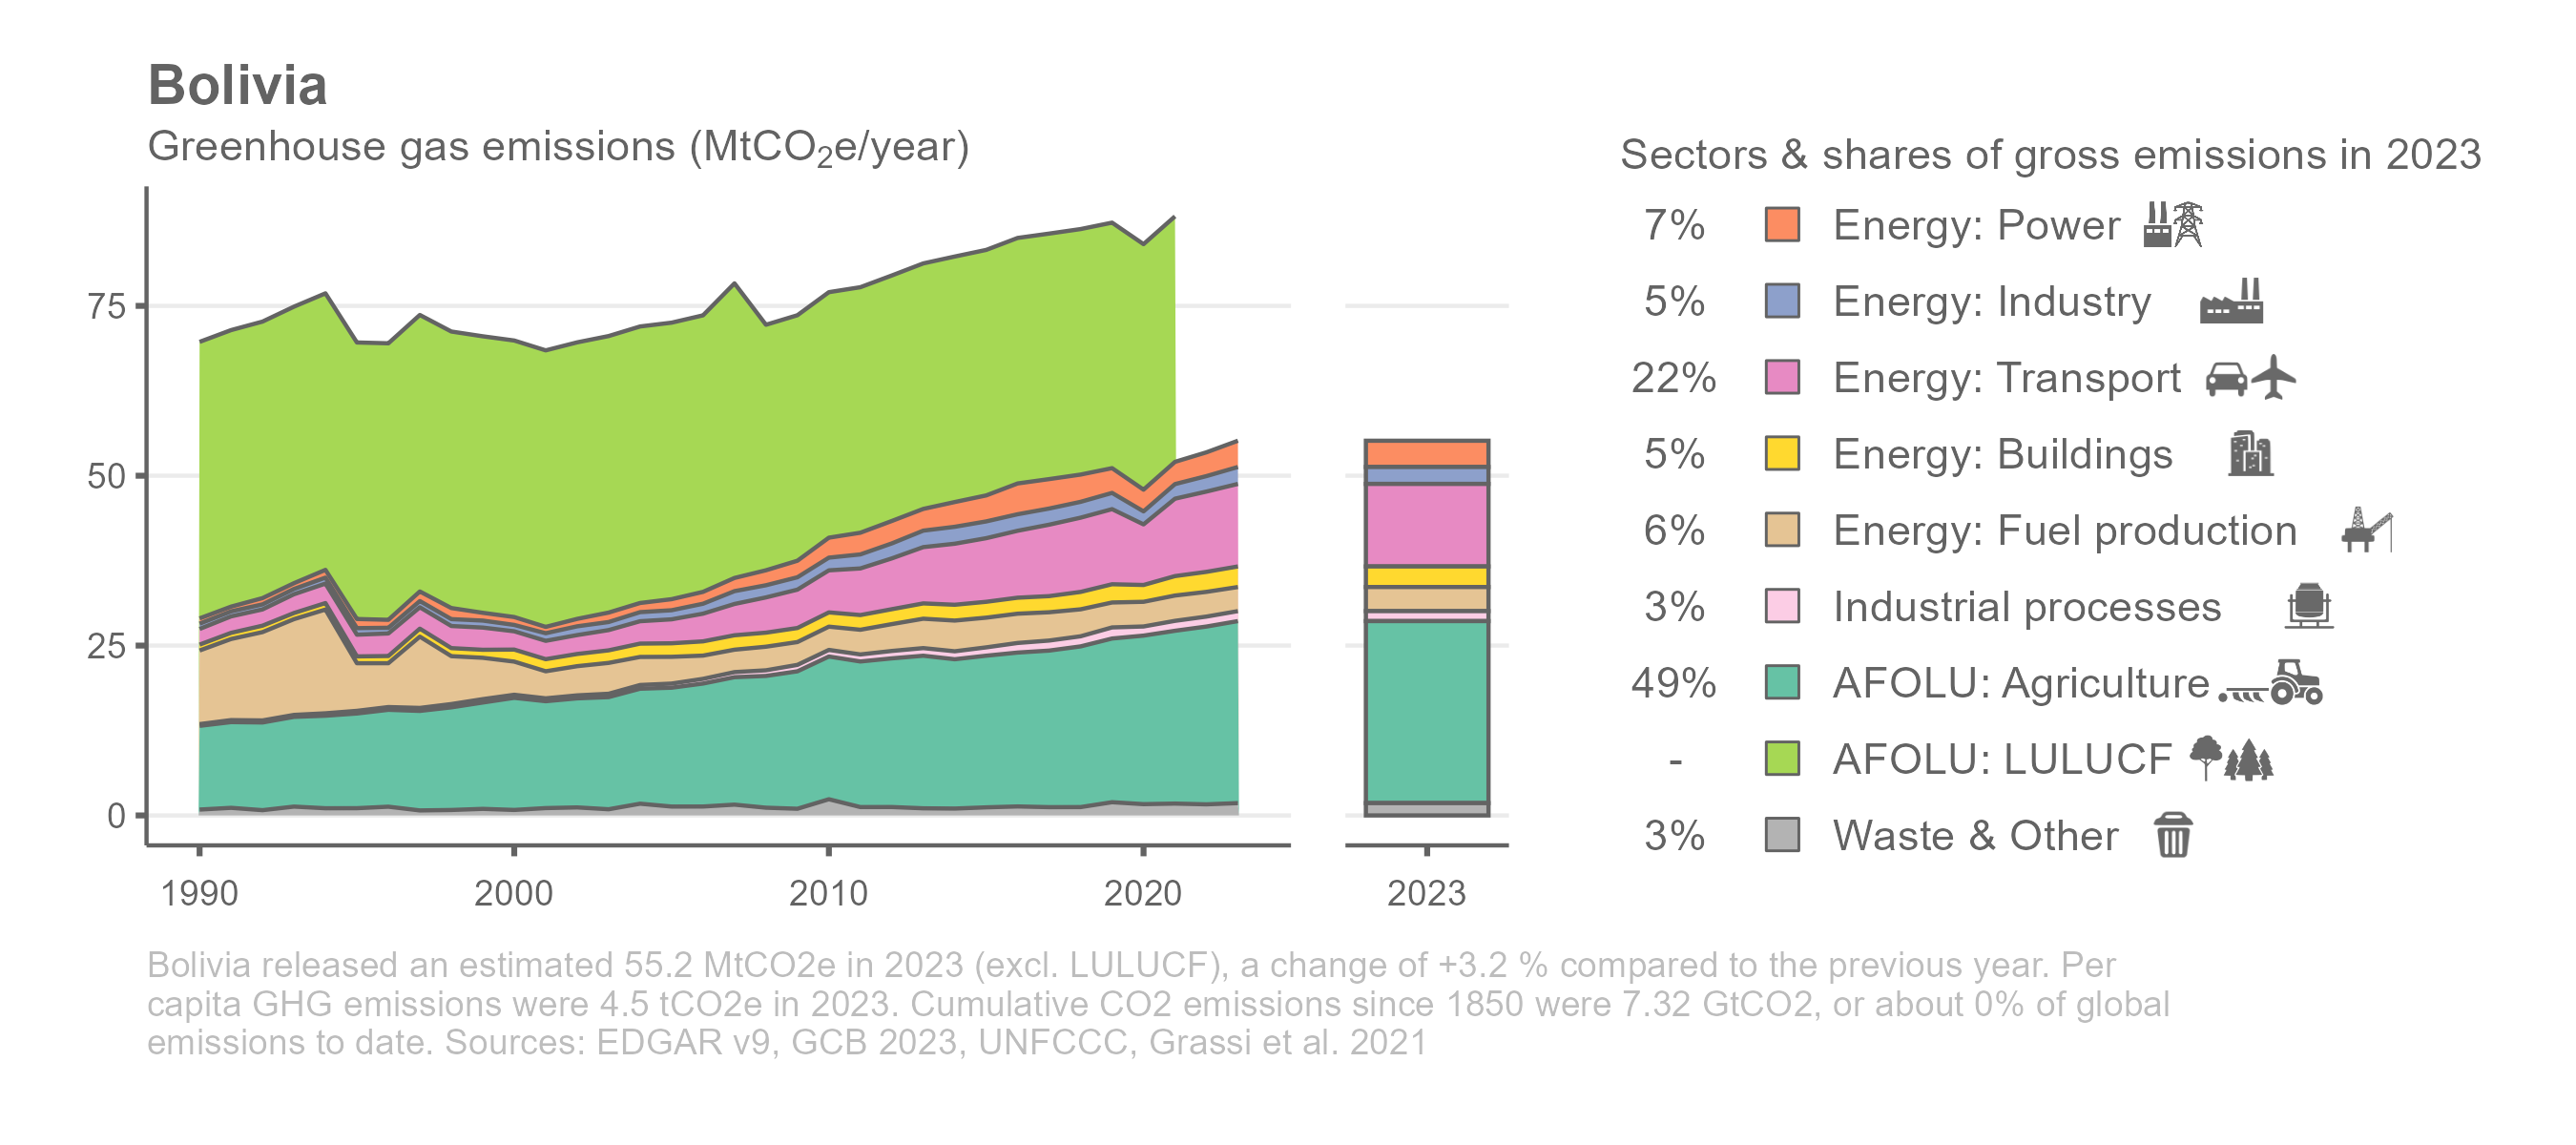 Bolivia
Greenhouse gas emissions (MtCO₂e/year)
75
50
25
0
1990 2000 2010 2020 2023
Sectors & shares of gross emissions in 2023
7% Energy: Power
5% Energy: Industry
22% Energy: Transport
5% Energy: Buildings
6% Energy: Fuel production
3% Industrial processes
49% AFOLU: Agriculture
- AFOLU: LULUCF
3% Waste & Other
Bolivia released an estimated 55.2 MtCO2e in 2023 (excl. LULUCF), a change of +3.2 % compared to the previous year. Per
capita GHG emissions were 4.5 tCO2e in 2023. Cumulative CO2 emissions since 1850 were 7.32 GtCO2, or about 0% of global
emissions to date. Sources: EDGAR v9, GCB 2023, UNFCCC, Grassi et al. 2021